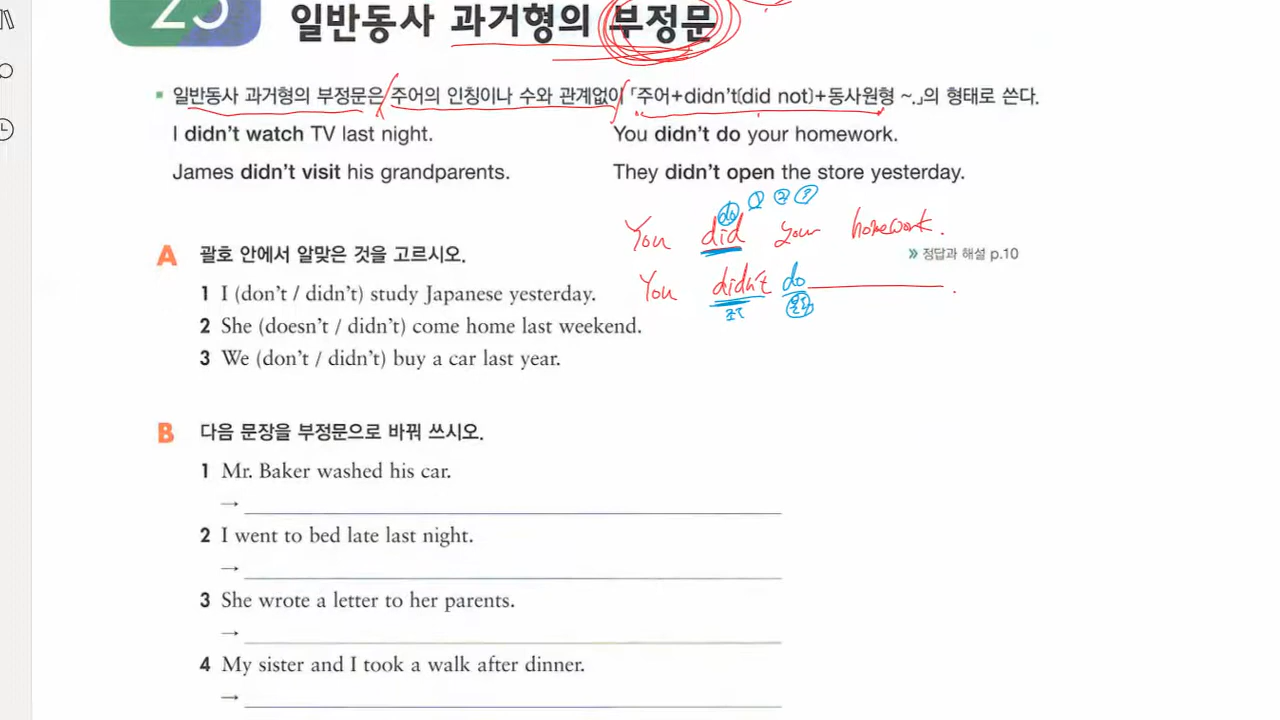 25
일반동사 과거형의 부정문
▪ 일반동사 과거형의 부정문은 주어의 인칭이나 수와 관계없이 「주어+didn't(did not)+동사원형 ~.」의 형태로 쓴다.
I didn't watch TV last night. You didn't do your homework.
James didn't visit his grandparents. They didn't open the store yesterday.
do ① ② ③
You did your homework.
A 괄호 안에서 알맞은 것을 고르시오.
» 정답과 해설 p.10
You didn't do ________.
1 I (don't / didn't) study Japanese yesterday.
2 She (doesn't / didn't) come home last weekend.
3 We (don't / didn't) buy a car last year.
B 다음 문장을 부정문으로 바꿔 쓰시오.
1 Mr. Baker washed his car.
→
2 I went to bed late last night.
→
3 She wrote a letter to her parents.
→
4 My sister and I took a walk after dinner.
→